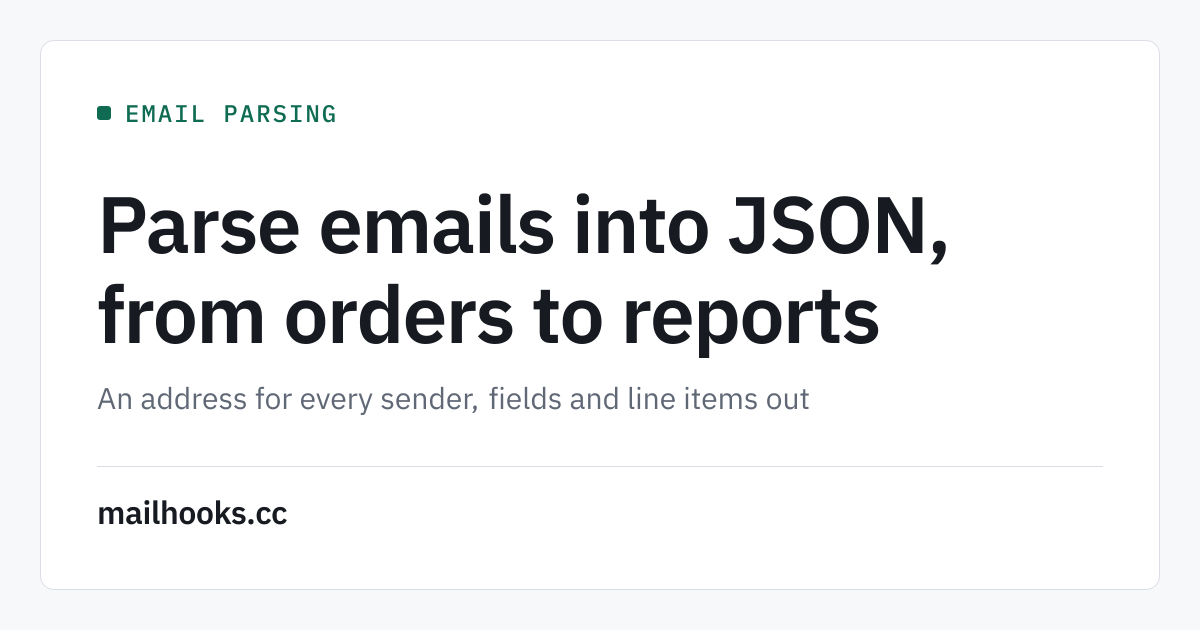 EMAIL PARSING
Parse emails into JSON,
from orders to reports
An address for every sender, fields and line items out
mailhooks.cc